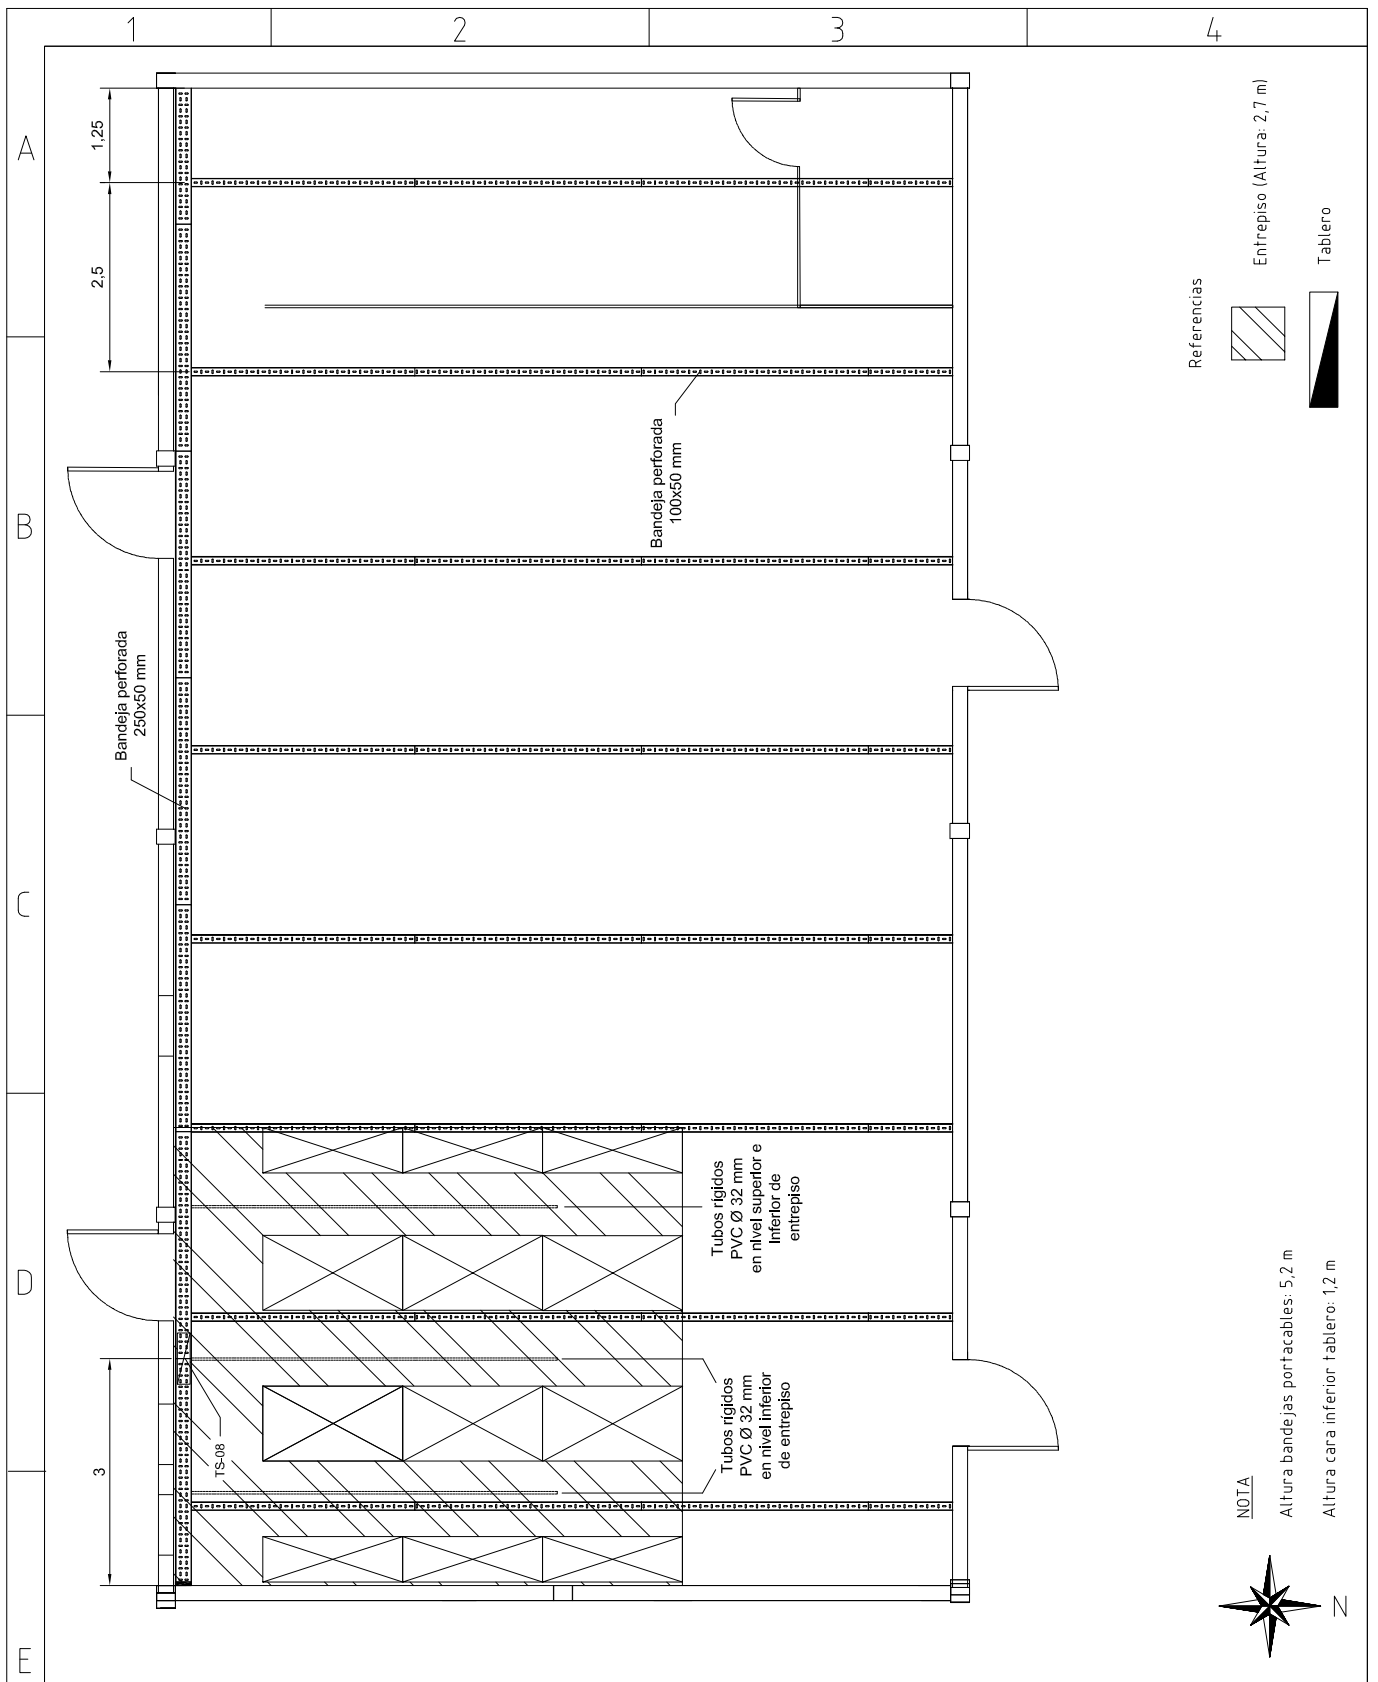 1
2
3
4
A
B
C
D
E
1,25
2,5
3
Bandeja perforada
250x50 mm
Bandeja perforada
100x50 mm
Tubos rígidos
PVC Ø 32 mm
en nivel superior e
inferior de
entrepiso
Tubos rígidos
PVC Ø 32 mm
en nivel inferior
de entrepiso
TS-08
Referencias
Entrepiso (Altura: 2,7 m)
Tablero
NOTA
Altura bandejas portacables: 5,2 m
Altura cara inferior tablero: 1,2 m
N